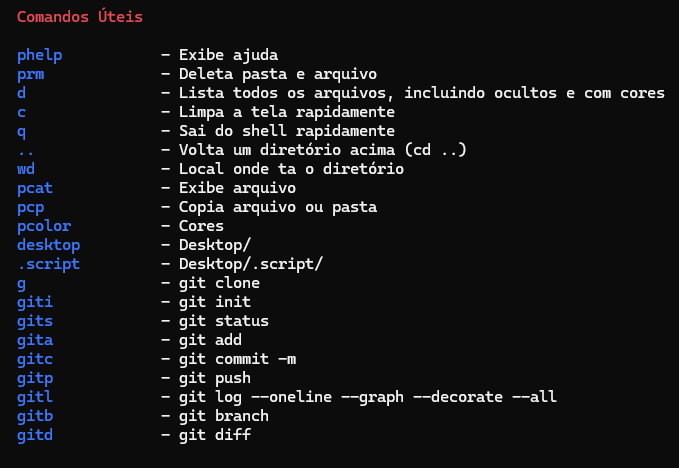 Comandos Úteis
phelp – Exibe ajuda
prm – Deleta pasta e arquivo
d – Lista todos os arquivos, incluindo ocultos e com cores
c – Limpa a tela rapidamente
q – Sai do shell rapidamente
.. – Volta um diretório acima (cd ..)
wd – Local onde ta o diretório
pcat – Exibe arquivo
pcp – Copia arquivo ou pasta
pcolor – Cores
desktop – Desktop/
.script – Desktop/.script/
g – git clone
giti – git init
gits – git status
gita – git add
gitc – git commit -m
gitp – git push
gitl – git log --oneline --graph --decorate --all
gitb – git branch
gitd – git diff